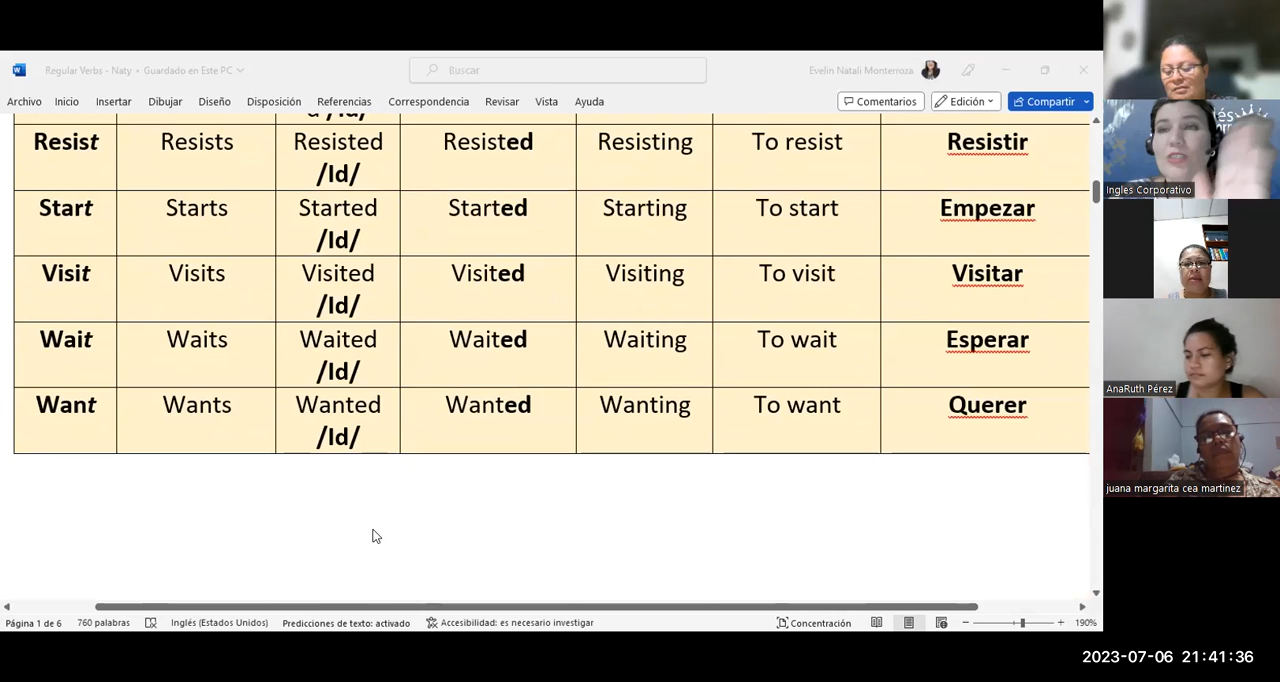 Regular Verbs - Naty • Guardado en Este PC
Buscar
Evelin Natali Monterroza
Archivo Inicio Insertar Dibujar Diseño Disposición Referencias Correspondencia Revisar Vista Ayuda
Comentarios Edición Compartir
Resist Resists Resisted Resisted Resisting To resist Resistir
/Id/
Start Starts Started Started Starting To start Empezar
/Id/
Visit Visits Visited Visited Visiting To visit Visitar
/Id/
Wait Waits Waited Waited Waiting To wait Esperar
/Id/
Want Wants Wanted Wanted Wanting To want Querer
/Id/
Página 1 de 6 760 palabras Inglés (Estados Unidos) Predicciones de texto: activado Accesibilidad: es necesario investigar Concentración 190%
Ingles Corporativo
AnaRuth Pérez
juana margarita cea martinez
2023-07-06 21:41:36